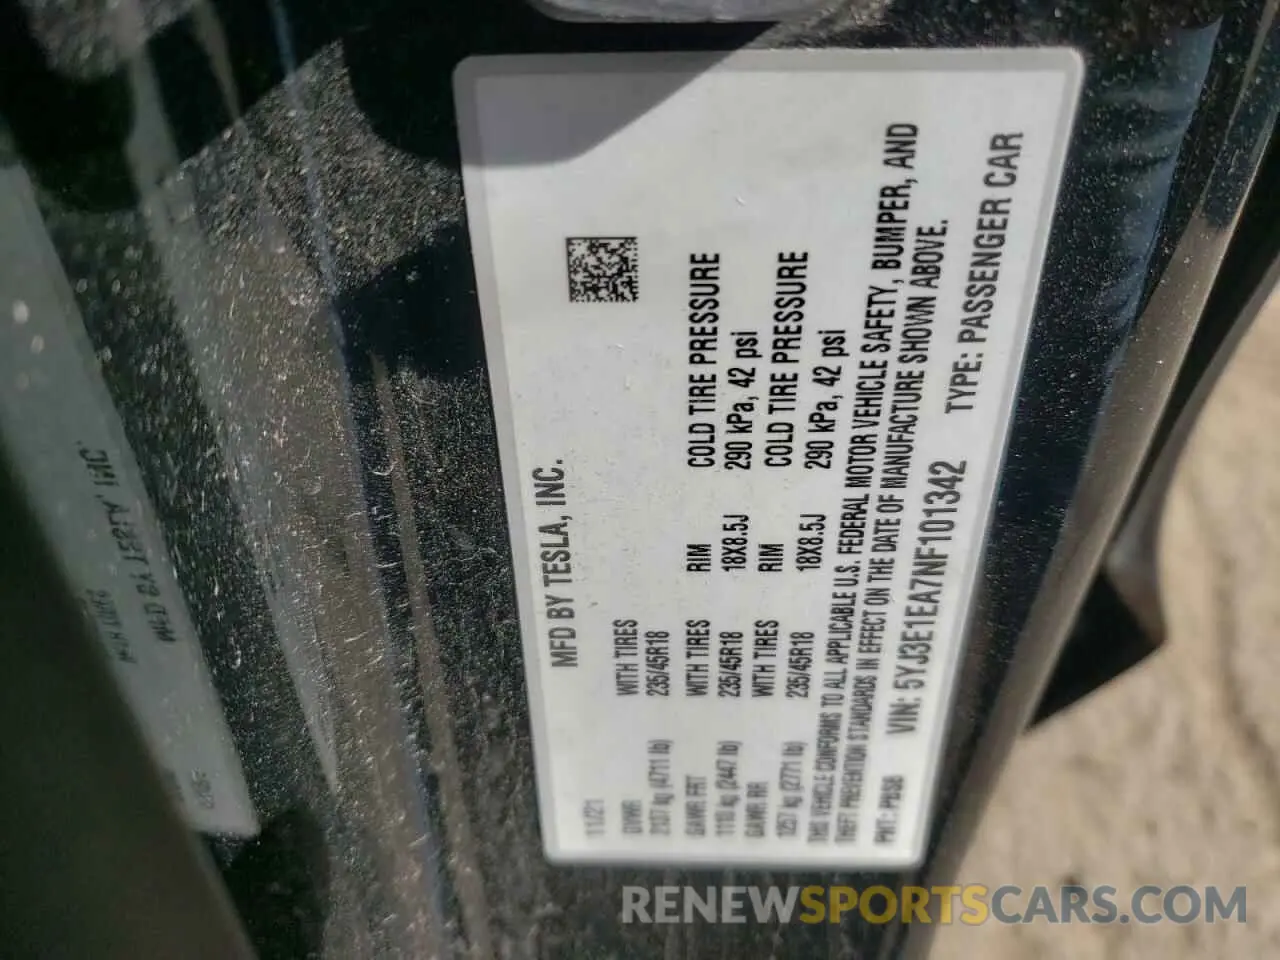 MFD BY TESLA, INC.
11/21
GVWR
2137 kg (4711 lb)
WITH TIRES
235/45R18
GAWR FRT
1110 kg (2447 lb)
WITH TIRES
235/45R18
RIM
18X8.5J
COLD TIRE PRESSURE
290 kPa, 42 psi
GAWR RR
1257 kg (2771 lb)
WITH TIRES
235/45R18
RIM
18X8.5J
COLD TIRE PRESSURE
290 kPa, 42 psi
THIS VEHICLE CONFORMS TO ALL APPLICABLE U.S. FEDERAL MOTOR VEHICLE SAFETY, BUMPER, AND
THEFT PREVENTION STANDARDS IN EFFECT ON THE DATE OF MANUFACTURE SHOWN ABOVE.
PNT: PBSB VIN: 5YJ3E1EA7NF101342 TYPE: PASSENGER CAR
RENEWSPORTSCARS.COM